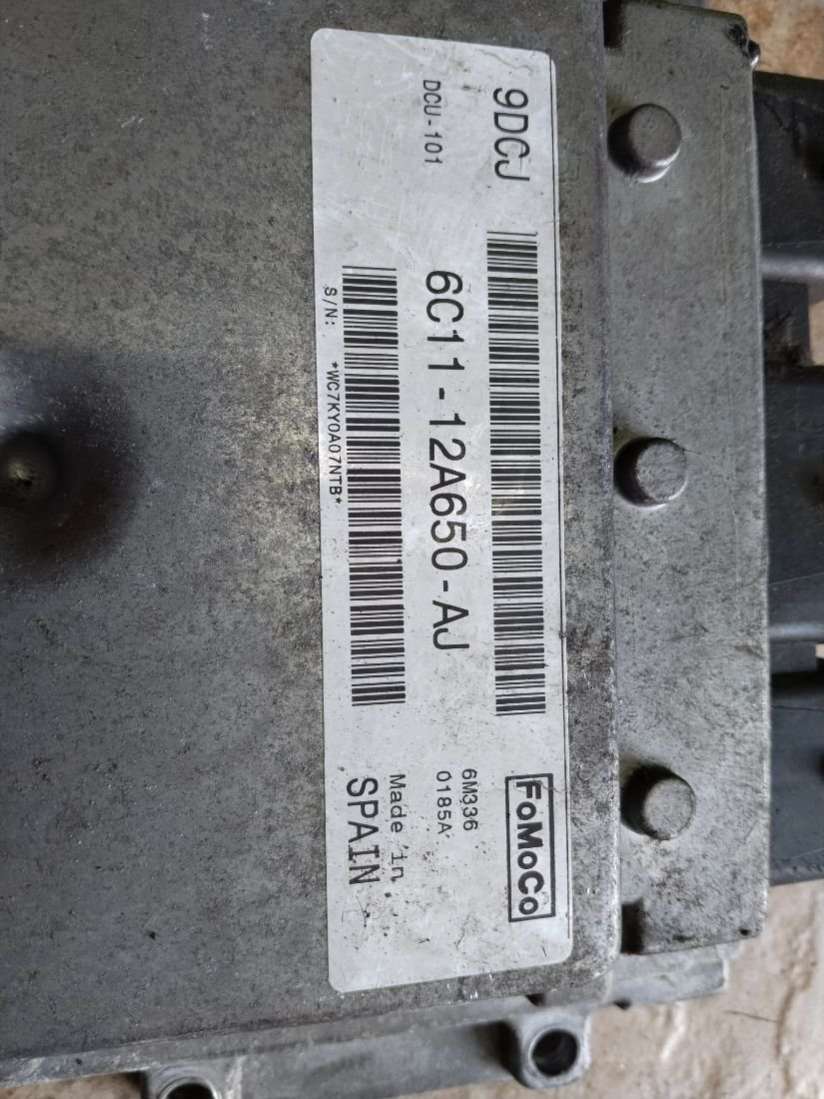 9DCJ
DCU-101
6C11-12A650-AJ
S/N: *WC7KY0A07NTB*
FoMoCo
6M336
0185A
Made in
SPAIN